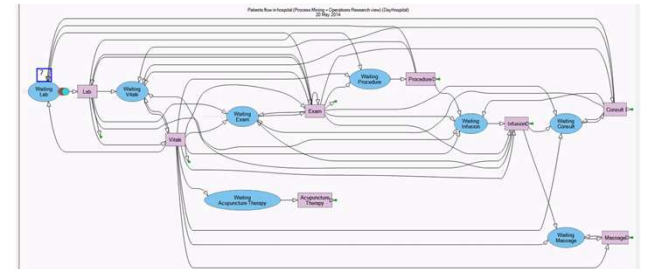 Patients flow in hospital (Process Mining + Operations Research view) (DayHospital)
20 May 2014
7
Waiting
Lab
Lab
Waiting
Vitals
Vitals
Waiting
Exam
Exam
Waiting
Procedure
Procedure
Waiting
Infusion
Infusion
Waiting
Consult
Consult
Waiting
Acupuncture Therapy
Acupuncture
Therapy
Waiting
Massage
Massage